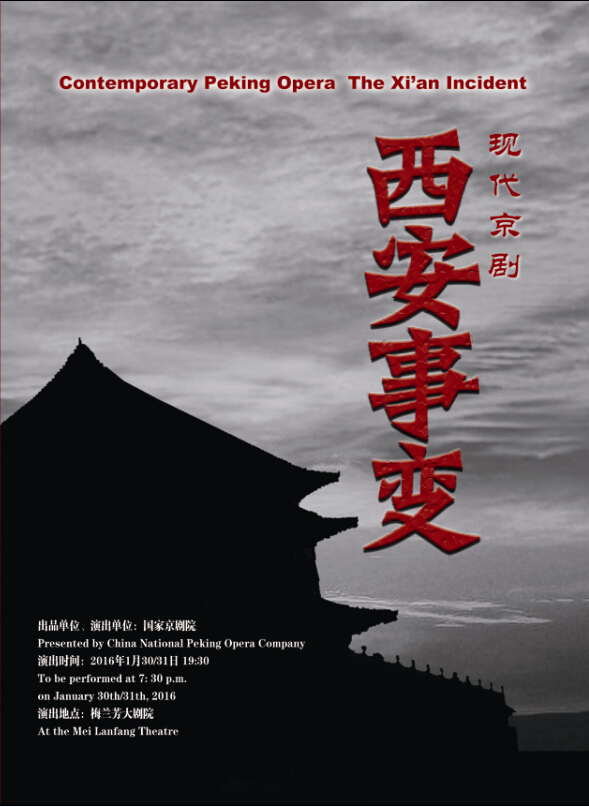 Contemporary Peking Opera The Xi'an Incident
现代京剧
西安事变
出品单位、演出单位：国家京剧院
Presented by China National Peking Opera Company
演出时间：2016年1月30/31日 19:30
To be performed at 7: 30 p.m.
on January 30th/31th, 2016
演出地点：梅兰芳大剧院
At the Mei Lanfang Theatre